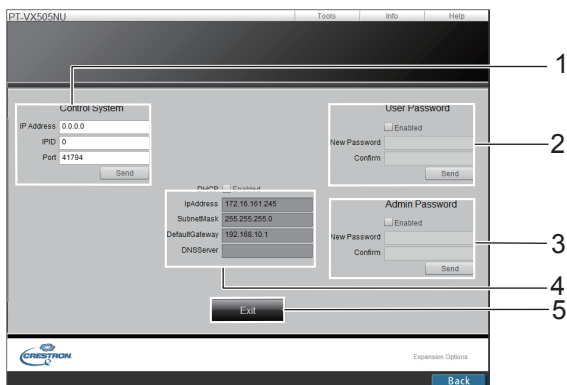 PT-VX505NU Tools Info Help
1
Control System User Password
IP Address 0.0.0.0 Enabled
IPID 0 New Password 2
Port 41794 Confirm
Send Send
DHCP Enabled
IpAddress 172.16.161.245 Admin Password
SubnetMask 255.255.255.0 Enabled
DefaultGateway 192.168.10.1 New Password 3
DNSServer Confirm
Send
4
Exit 5
CRESTRON Expansion Options
Back